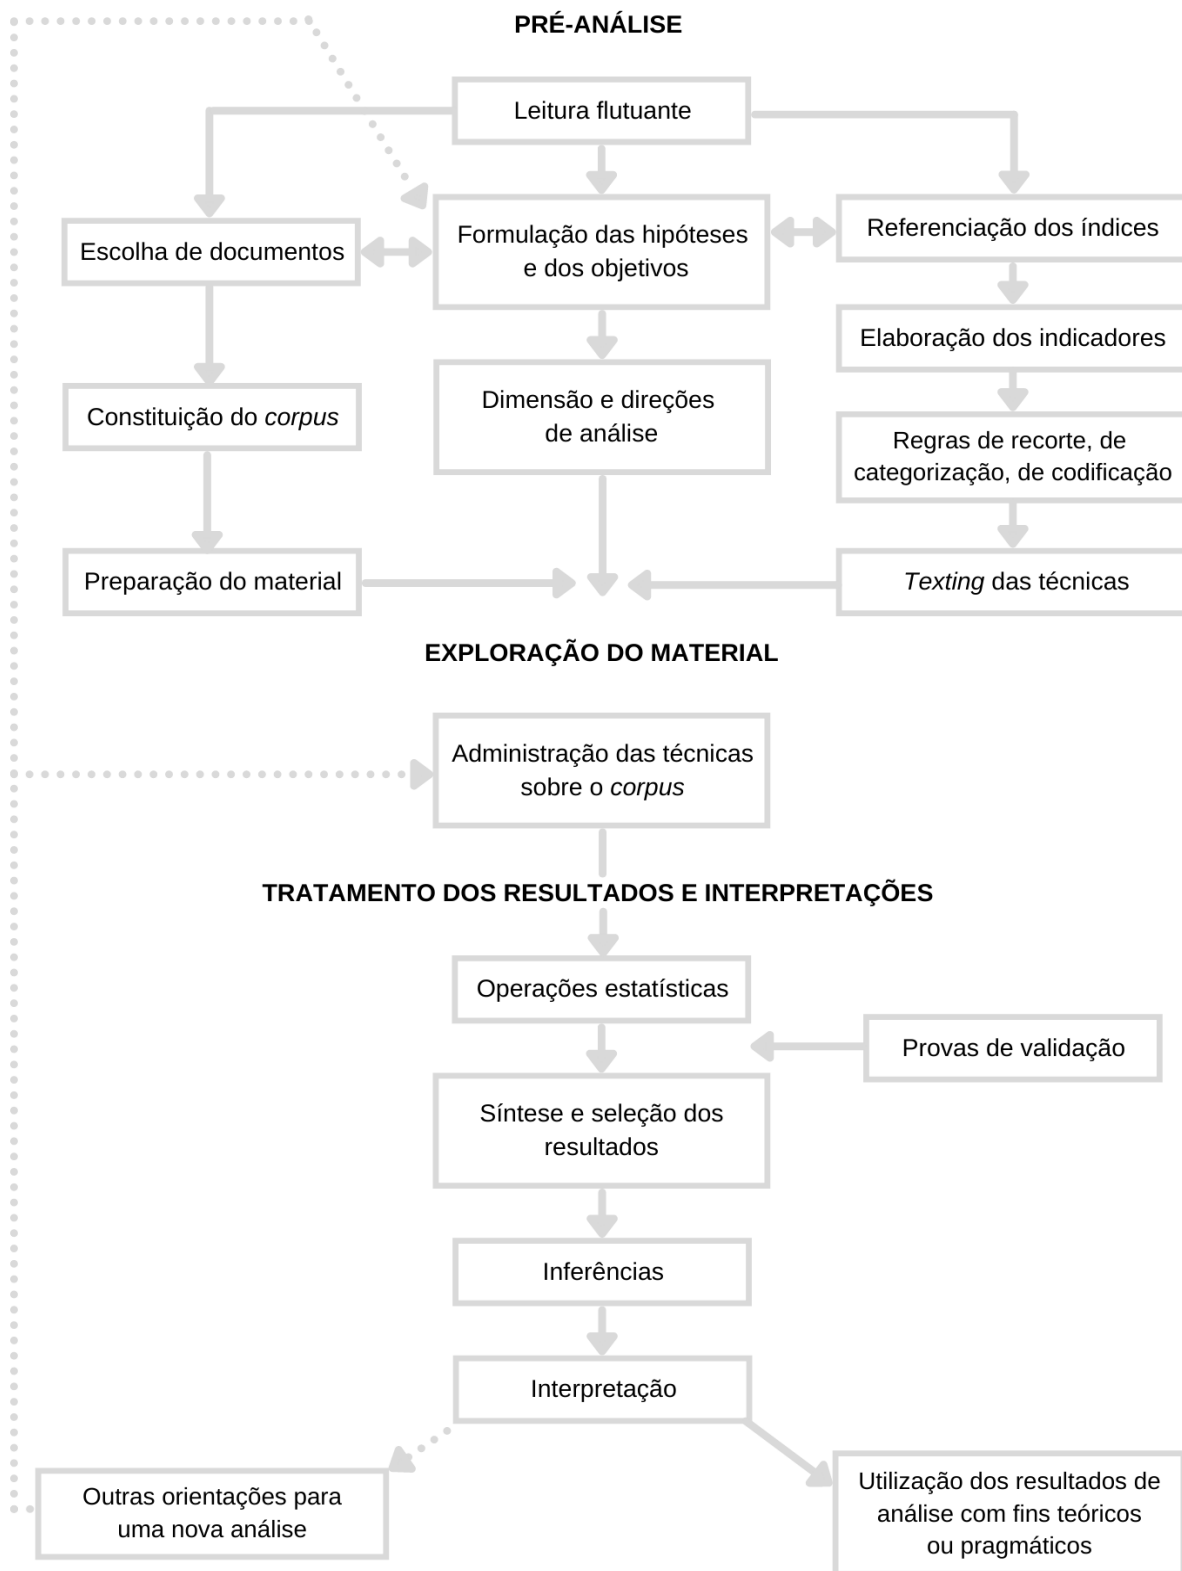 PRÉ-ANÁLISE
Leitura flutuante
Escolha de documentos
Formulação das hipóteses
e dos objetivos
Referenciação dos índices
Elaboração dos indicadores
Constituição do corpus
Dimensão e direções
de análise
Regras de recorte, de
categorização, de codificação
Preparação do material
Texting das técnicas
EXPLORAÇÃO DO MATERIAL
Administração das técnicas
sobre o corpus
TRATAMENTO DOS RESULTADOS E INTERPRETAÇÕES
Operações estatísticas
Provas de validação
Síntese e seleção dos
resultados
Inferências
Interpretação
Outras orientações para
uma nova análise
Utilização dos resultados de
análise com fins teóricos
ou pragmáticos